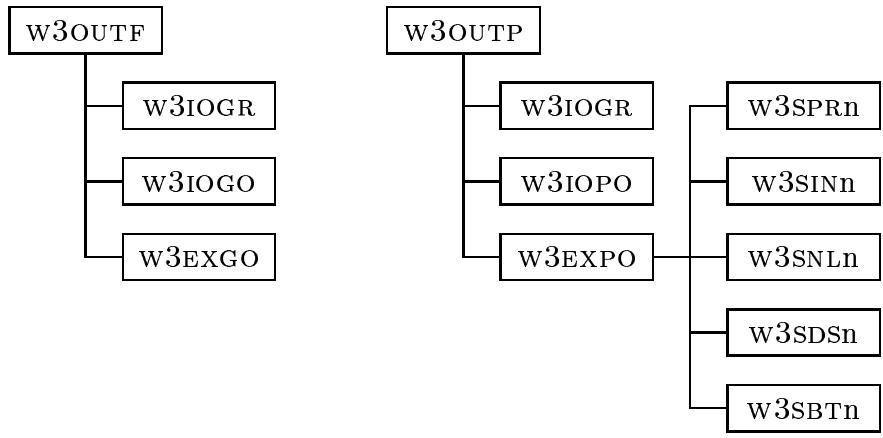 W3OUTF
W3IOGR
W3IOGO
W3EXGO
W3OUTP
W3IOGR
W3IOPO
W3EXPO
W3SPRn
W3SINn
W3SNLn
W3SDSn
W3SBTn